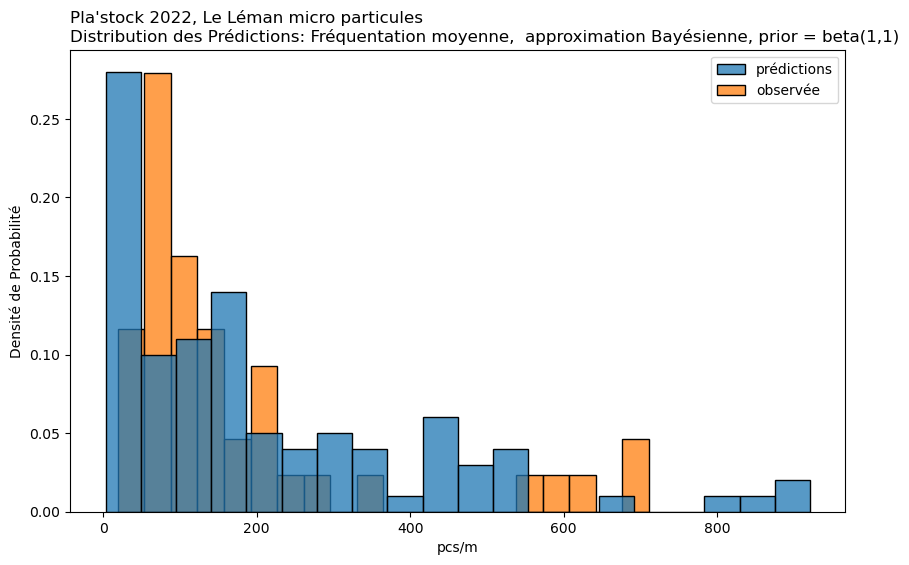 Pla'stock 2022, Le Léman micro particules
Distribution des Prédictions: Fréquentation moyenne,  approximation Bayésienne, prior = beta(1,1)
prédictions
observée
Densité de Probabilité
0.25
0.20
0.15
0.10
0.05
0.00
0 200 400 600 800
pcs/m